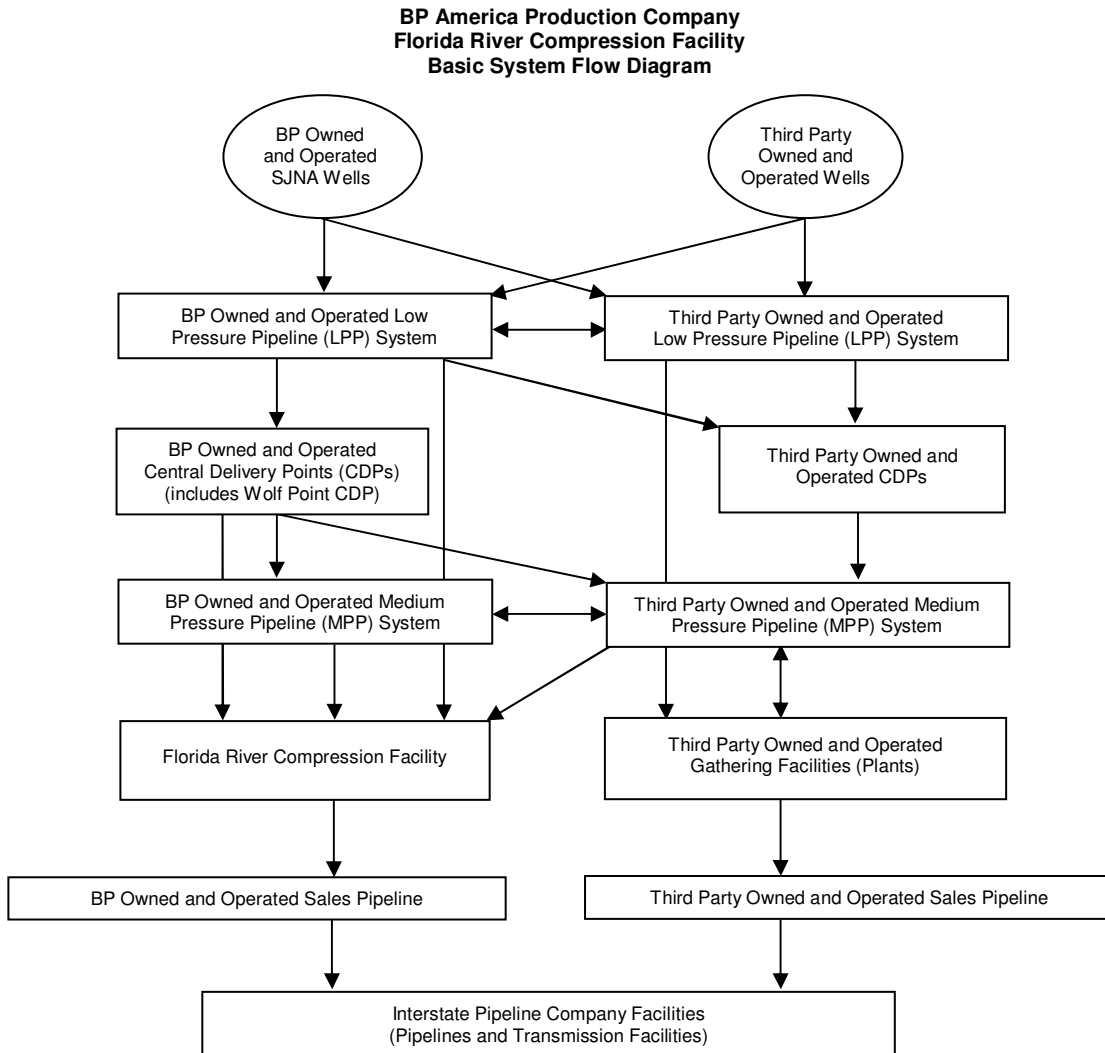 BP America Production Company
Florida River Compression Facility
Basic System Flow Diagram
BP Owned
and Operated
SJNA Wells
Third Party
Owned and
Operated Wells
BP Owned and Operated Low
Pressure Pipeline (LPP) System
Third Party Owned and Operated
Low Pressure Pipeline (LPP) System
BP Owned and Operated
Central Delivery Points (CDPs)
(includes Wolf Point CDP)
Third Party Owned and
Operated CDPs
BP Owned and Operated Medium
Pressure Pipeline (MPP) System
Third Party Owned and Operated Medium
Pressure Pipeline (MPP) System
Florida River Compression Facility
Third Party Owned and Operated
Gathering Facilities (Plants)
BP Owned and Operated Sales Pipeline
Third Party Owned and Operated Sales Pipeline
Interstate Pipeline Company Facilities
(Pipelines and Transmission Facilities)